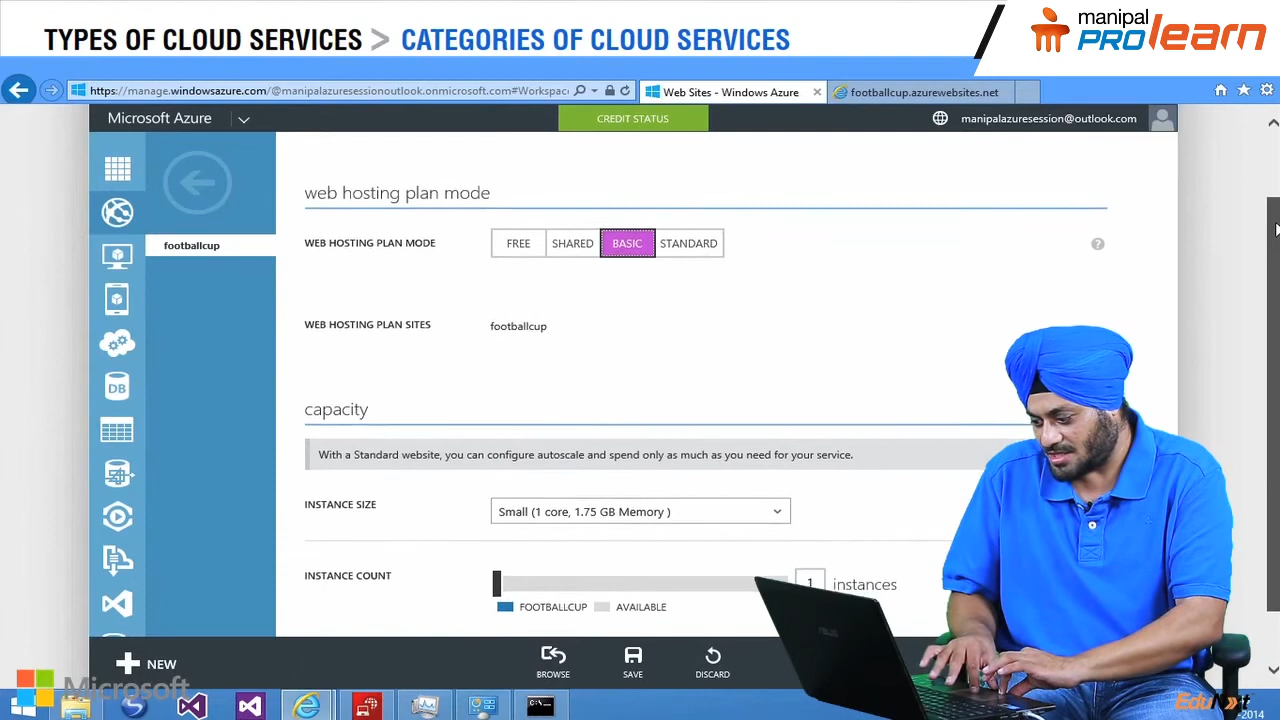 TYPES OF CLOUD SERVICES > CATEGORIES OF CLOUD SERVICES
manipal
PROlearn
https://manage.windowsazure.com/@manipalazuresessionoutlook.onmicrosoft.com#Workspace
Web Sites - Windows Azure
footballcup.azurewebsites.net
Microsoft Azure
CREDIT STATUS
manipalazuresession@outlook.com
footballcup
web hosting plan mode
WEB HOSTING PLAN MODE
FREE SHARED BASIC STANDARD
?
WEB HOSTING PLAN SITES
footballcup
DB
capacity
With a Standard website, you can configure autoscale and spend only as much as you need for your service.
INSTANCE SIZE
Small (1 core, 1.75 GB Memory )
INSTANCE COUNT
1 instances
FOOTBALLCUP AVAILABLE
NEW
BROWSE
SAVE
DISCARD
Microsoft
ASUS
-2014